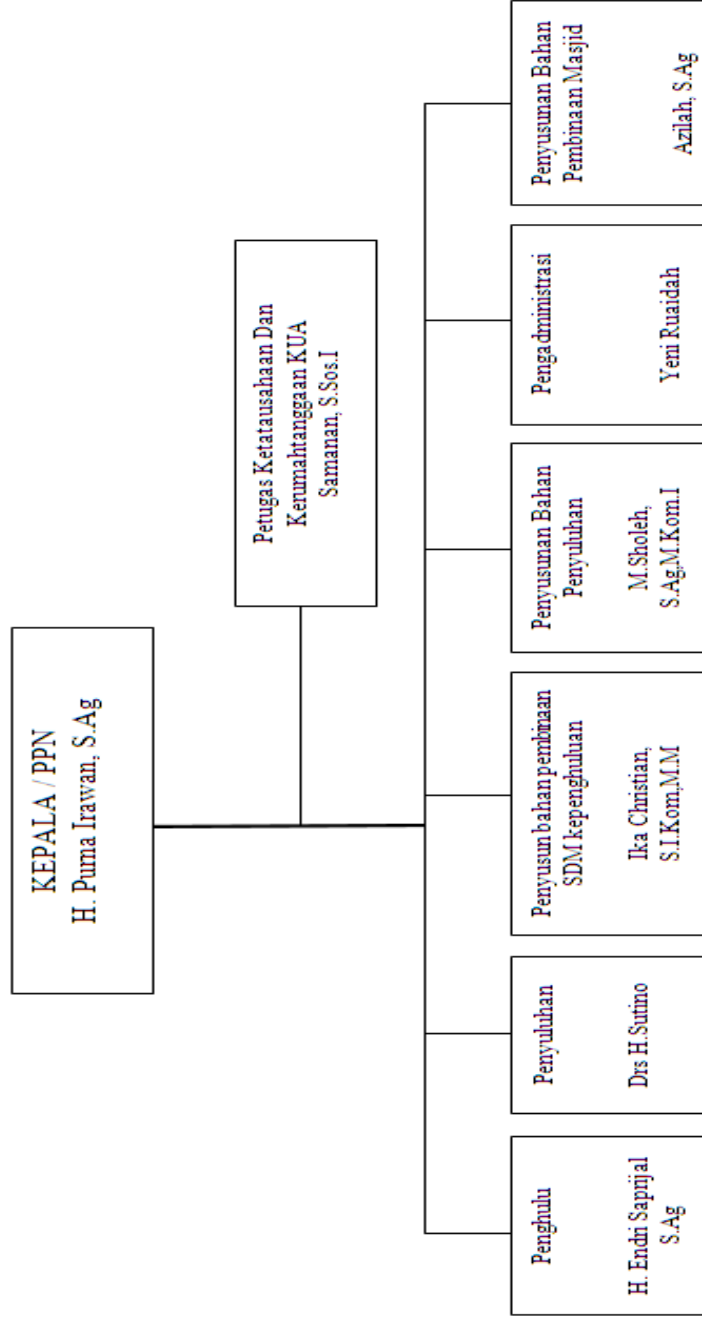 KEPALA / PPN
H. Purna Irawan, S.Ag
Petugas Ketatausahaan Dan
Kerumahtanggaan KUA
Samanan, S.Sos.I
Penghulu
H. Endri Saprijal
S.Ag
Penyuluhan
Drs H.Sutino
Penyusun bahan pembinaan
SDM kepenghuluan
Ika Christian,
S.I.Kom,M.M
Penyusunan Bahan
Penyuluhan
M.Sholeh,
S.Ag,M.Kom.I
Pengadministrasi
Yeni Ruaidah
Penyusunan Bahan
Pembinaan Masjid
Azilah, S.Ag